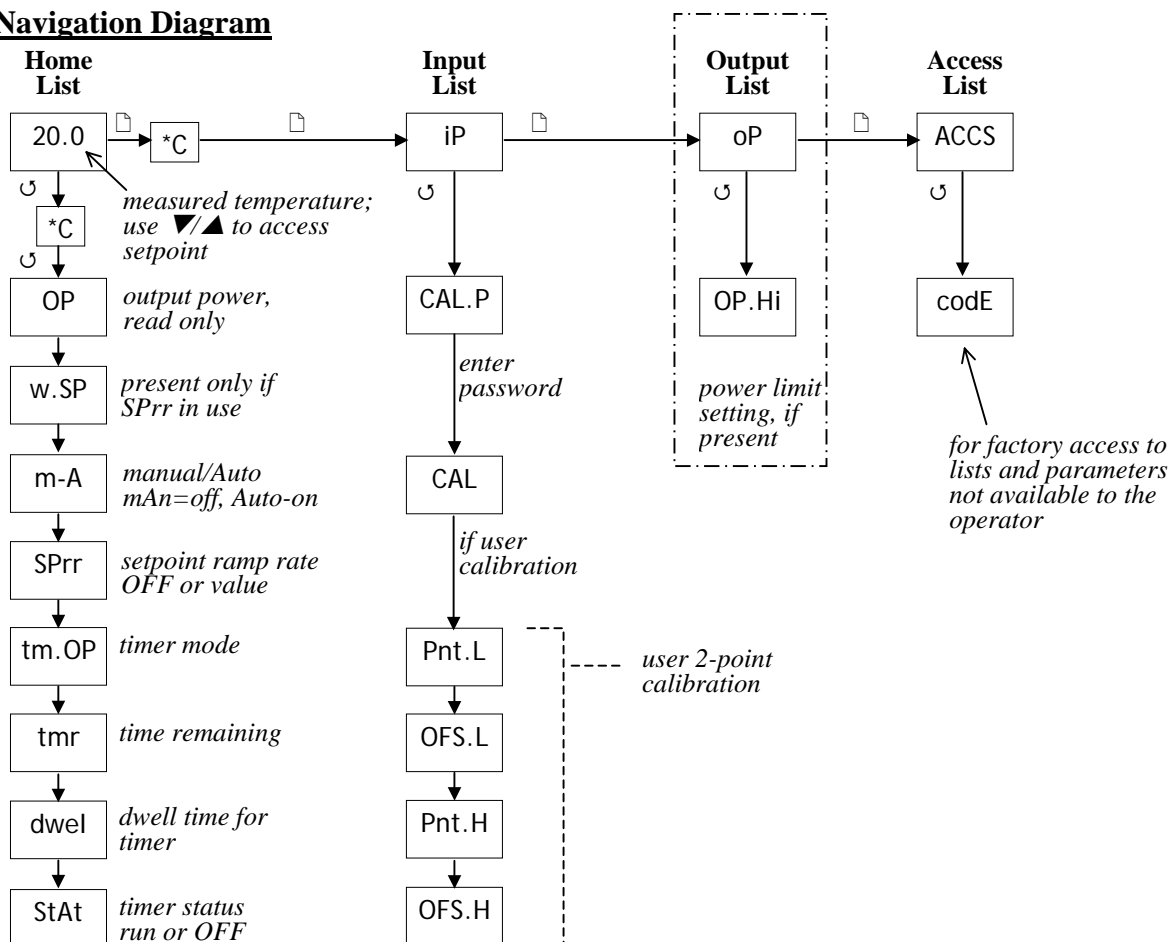 Navigation Diagram
Home
List
Input
List
Output
List
Access
List
20.0
*C
iP
oP
ACCS
measured temperature;
use ▼/▲ to access
setpoint
*C
OP
output power,
read only
CAL.P
OP.Hi
codE
enter
password
w.SP
present only if
SPrr in use
power limit
setting, if
present
for factory access to
lists and parameters
not available to the
operator
m-A
manual/Auto
mAn=off, Auto-on
CAL
if user
calibration
SPrr
setpoint ramp rate
OFF or value
tm.OP
timer mode
Pnt.L
user 2-point
calibration
tmr
time remaining
OFS.L
dwel
dwell time for
timer
Pnt.H
StAt
timer status
run or OFF
OFS.H